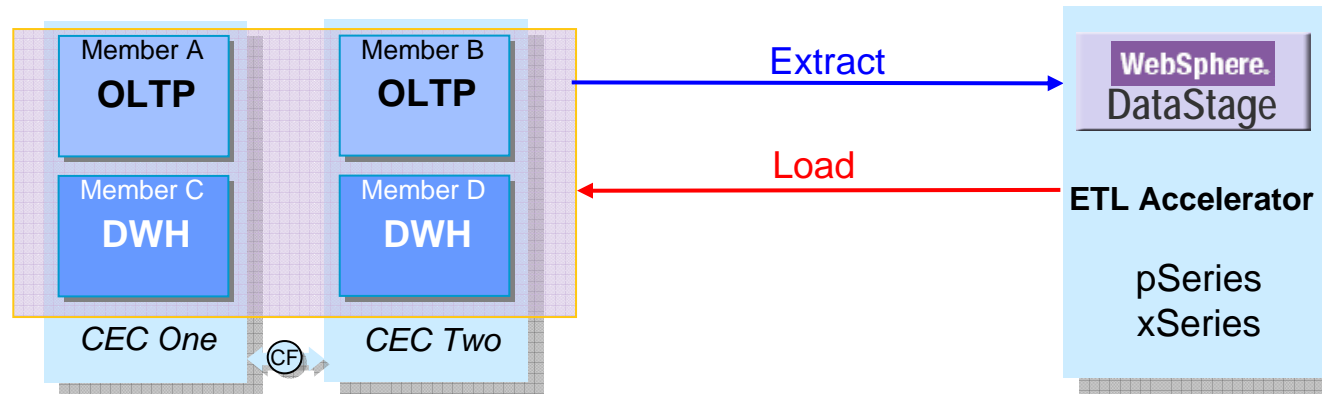 Member A
OLTP
Member B
OLTP
Member C
DWH
Member D
DWH
CEC One
CF
CEC Two
Extract
Load
WebSphere.
DataStage
ETL Accelerator
pSeries
xSeries